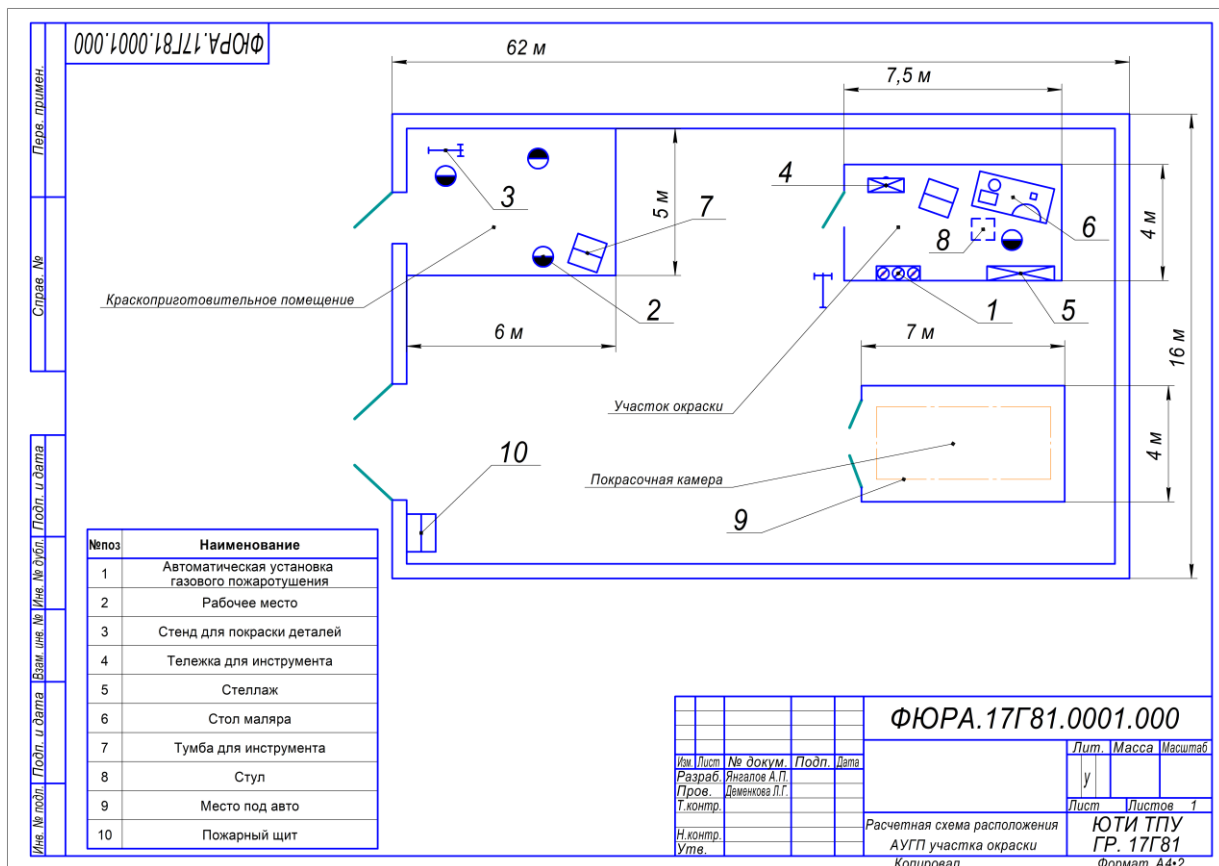 ФЮРА.17Г81.0001.000
Перв. примен.
Справ. №
Подп. и дата
Инв. № дубл.
Взам. инв. №
Подп. и дата
Инв. № подл.
62 м
7,5 м
3
4
5 м
7
6
8
4 м
Краскоприготовительное помещение
2
1
5
6 м
7 м
16 м
Участок окраски
10
4 м
Покрасочная камера
9
№поз Наименование
1 Автоматическая установка
газового пожаротушения
2 Рабочее место
3 Стенд для покраски деталей
4 Тележка для инструмента
5 Стеллаж
6 Стол маляра
7 Тумба для инструмента
8 Стул
9 Место под авто
10 Пожарный щит
ФЮРА.17Г81.0001.000
Лит. Масса Масштаб
у
Изм. Лист № докум. Подп. Дата
Разраб. Янгалов А.П.
Пров. Деменкова Л.Г.
Т.контр.
Лист Листов 1
Н.контр.
Утв.
Расчетная схема расположения
АУГП участка окраски
ЮТИ ТПУ
ГР. 17Г81
Копировал Формат А4•2